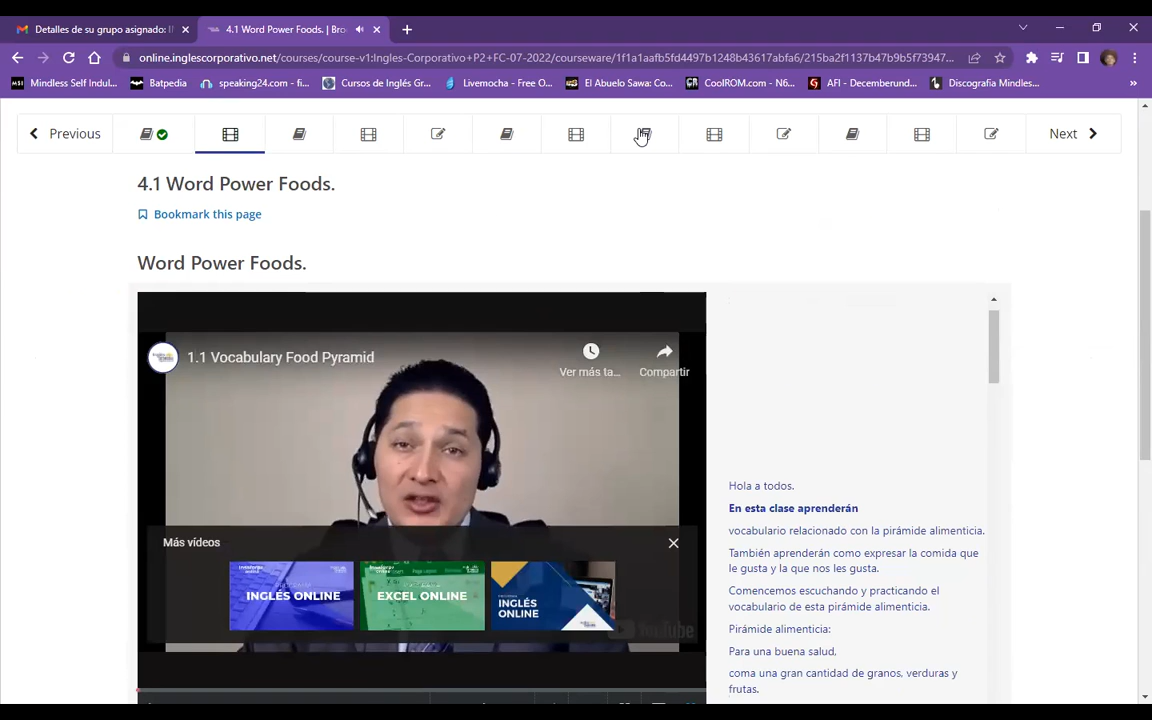 Detalles de su grupo asignado: I
4.1 Word Power Foods. | Bro
online.inglescorporativo.net/courses/course-v1:Ingles-Corporativo+P2+FC-07-2022/courseware/1f1a1aafb5fd4497b1248b43617abfa6/215ba2f1137b47b9b5f73947...
Mindless Self Indul...
Batpedia
speaking24.com - fi...
Cursos de Inglés Gr...
Livemocha - Free O...
El Abuelo Sawa: Co...
CoolROM.com - N6...
AFI - Decemberund...
Discografía Mindles...
Previous
Next
4.1 Word Power Foods.
Bookmark this page
Word Power Foods.
1.1 Vocabulary Food Pyramid
Ver más ta...
Compartir
Más vídeos
INGLÉS ONLINE
EXCEL ONLINE
INGLÉS
ONLINE
YouTube
Hola a todos.
En esta clase aprenderán
vocabulario relacionado con la pirámide alimenticia.
También aprenderán como expresar la comida que
le gusta y la que nos les gusta.
Comencemos escuchando y practicando el
vocabulario de esta pirámide alimenticia.
Pirámide alimenticia:
Para una buena salud,
coma una gran cantidad de granos, verduras y
frutas.